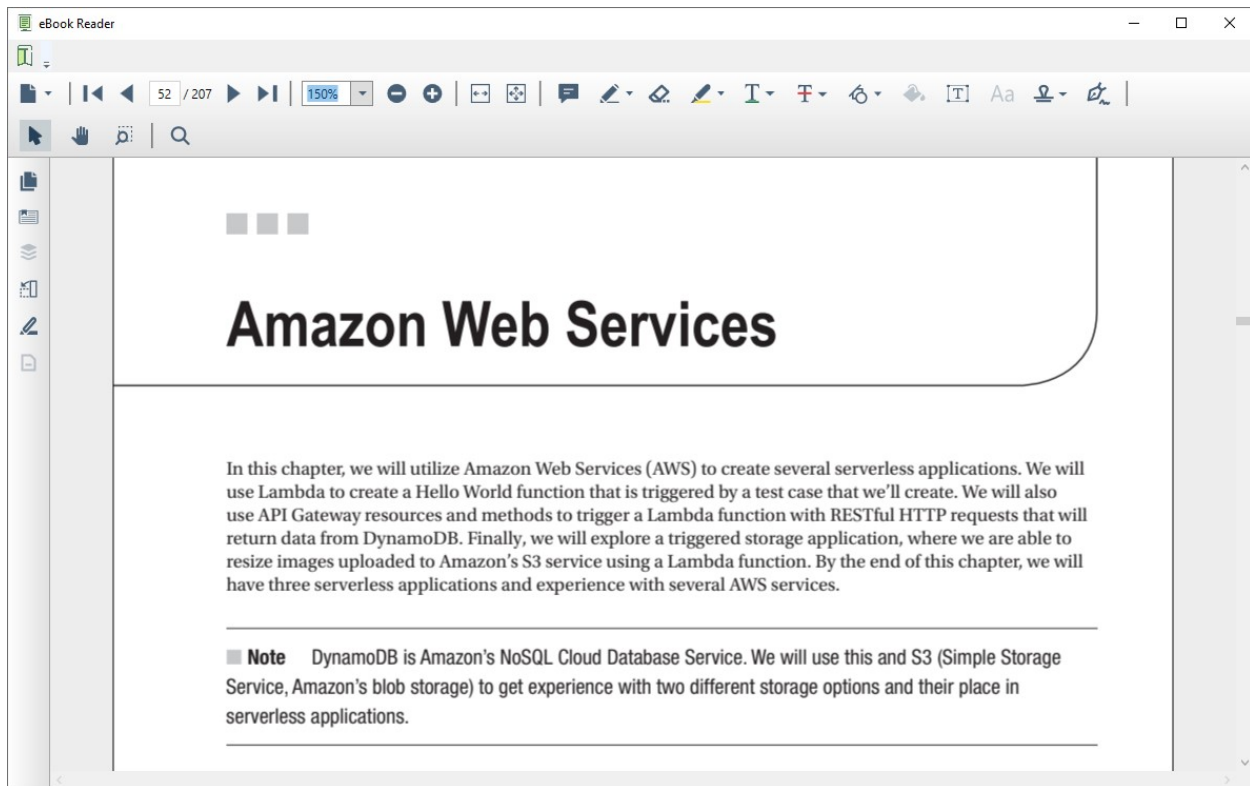 eBook Reader
52 / 207
150%
T
T
T
Aa
Amazon Web Services
In this chapter, we will utilize Amazon Web Services (AWS) to create several serverless applications. We will
use Lambda to create a Hello World function that is triggered by a test case that we'll create. We will also
use API Gateway resources and methods to trigger a Lambda function with RESTful HTTP requests that will
return data from DynamoDB. Finally, we will explore a triggered storage application, where we are able to
resize images uploaded to Amazon's S3 service using a Lambda function. By the end of this chapter, we will
have three serverless applications and experience with several AWS services.
Note DynamoDB is Amazon's NoSQL Cloud Database Service. We will use this and S3 (Simple Storage
Service, Amazon's blob storage) to get experience with two different storage options and their place in
serverless applications.